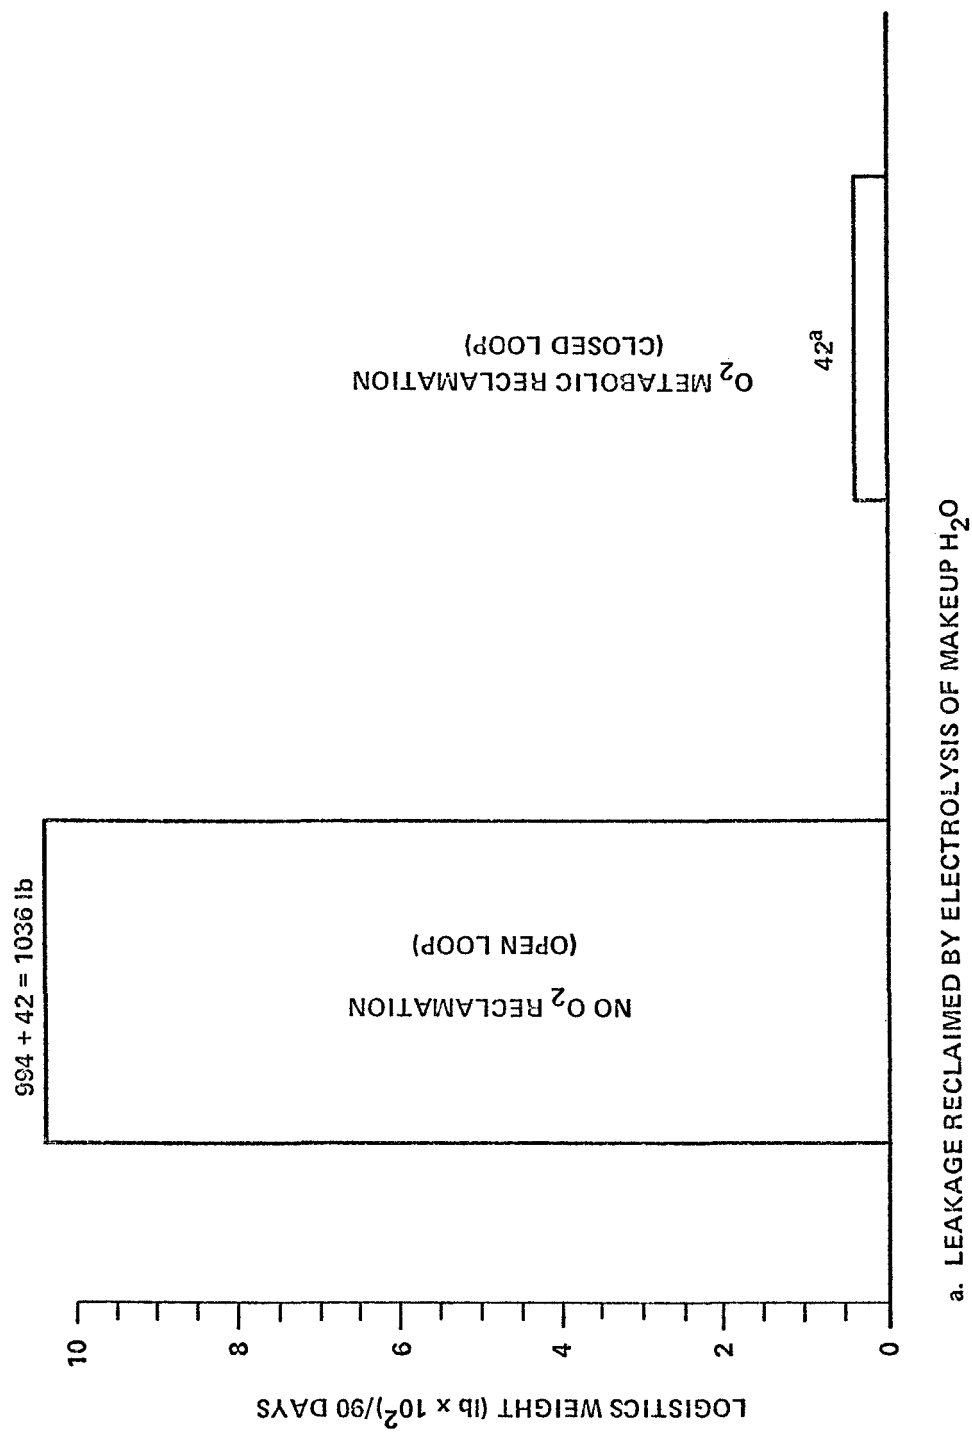 994 + 42 = 1036 lb
NO O₂ RECLAMATION
(OPEN LOOP)
O₂ METABOLIC RECLAMATION
(CLOSED LOOP)
42ᵃ
10
8
6
4
2
0
LOGISTICS WEIGHT (lb x 10²)/90 DAYS
a. LEAKAGE RECLAIMED BY ELECTROLYSIS OF MAKEUP H₂O